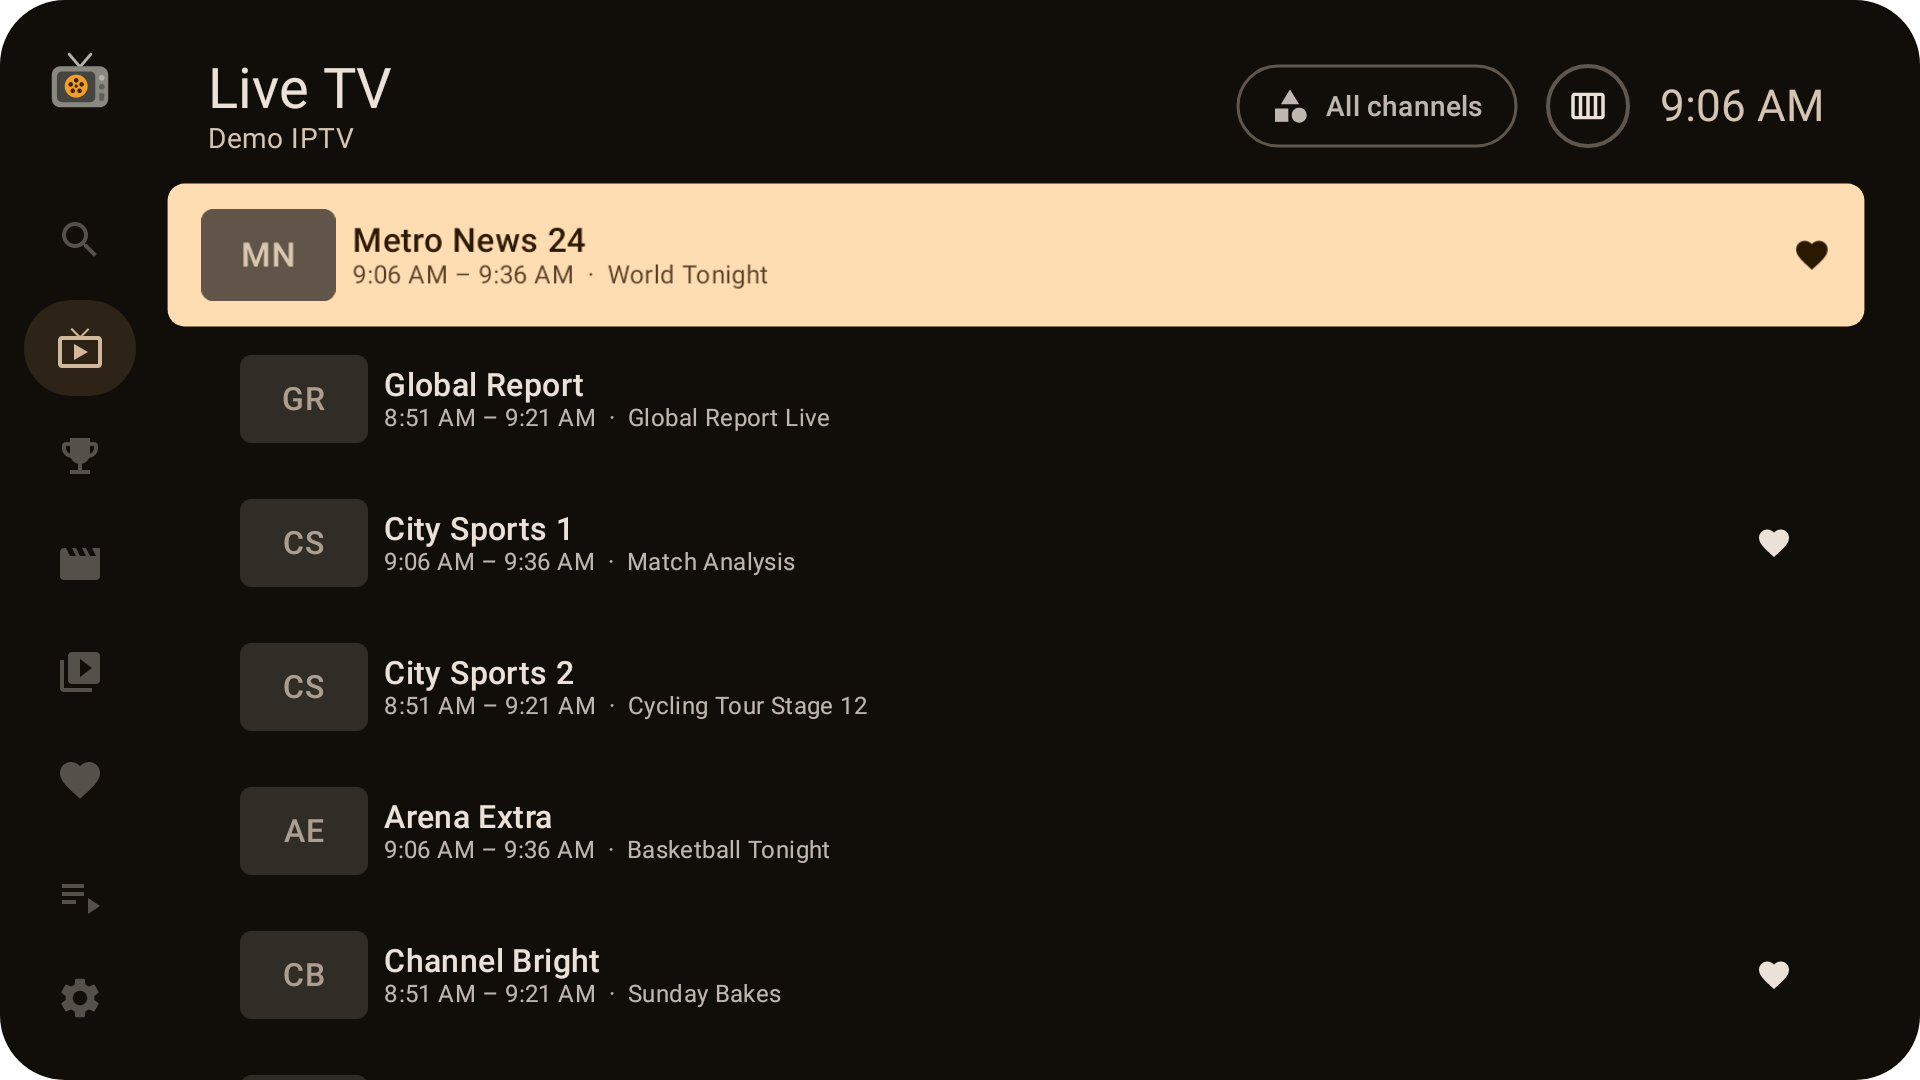 Live TV
Demo IPTV
All channels
9:06 AM
MN
Metro News 24
9:06 AM – 9:36 AM · World Tonight
GR
Global Report
8:51 AM – 9:21 AM · Global Report Live
CS
City Sports 1
9:06 AM – 9:36 AM · Match Analysis
CS
City Sports 2
8:51 AM – 9:21 AM · Cycling Tour Stage 12
AE
Arena Extra
9:06 AM – 9:36 AM · Basketball Tonight
CB
Channel Bright
8:51 AM – 9:21 AM · Sunday Bakes